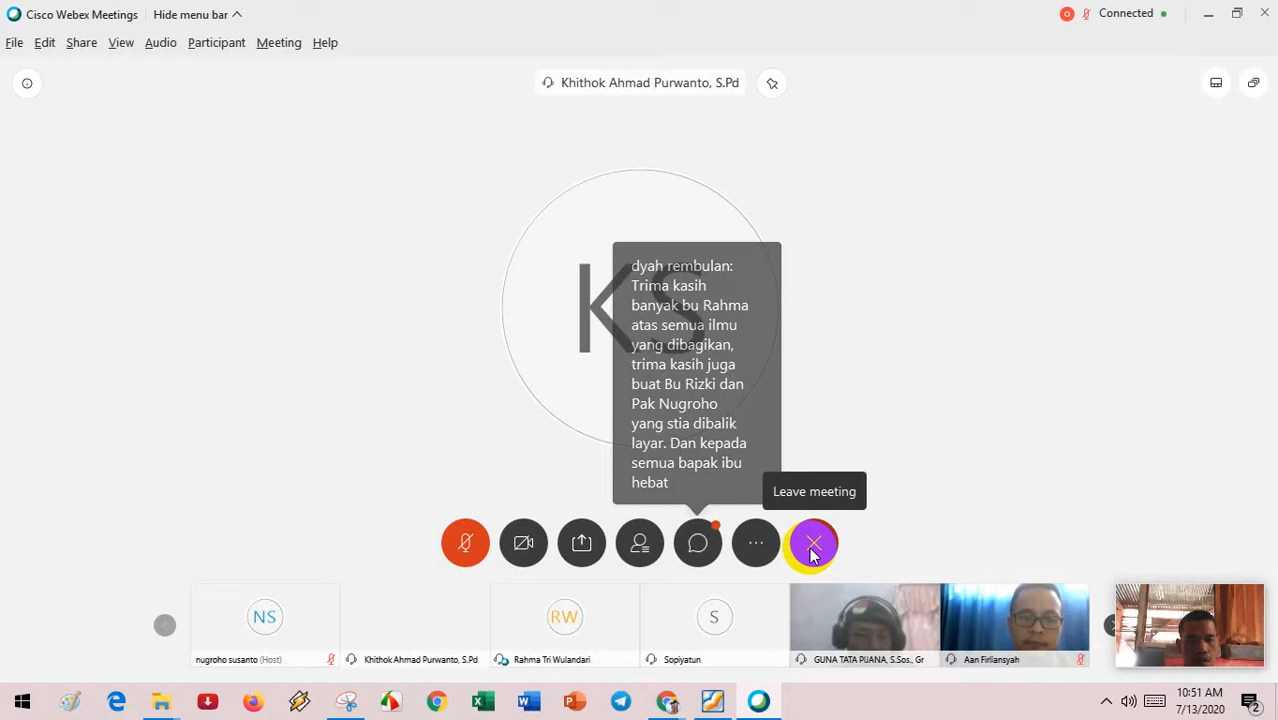 Cisco Webex Meetings
Hide menu bar
Connected
File Edit Share View Audio Participant Meeting Help
Khithok Ahmad Purwanto, S.Pd
KS
dyah rembulan:
Trima kasih
banyak bu Rahma
atas semua ilmu
yang dibagikan,
trima kasih juga
buat Bu Rizki dan
Pak Nugroho
yang stia dibalik
layar. Dan kepada
semua bapak ibu
hebat
Leave meeting
NS
RW
S
nugroho susanto (Host)
Khithok Ahmad Purwanto, S.Pd
Rahma Tri Wulandari
Sopiyatun
GUNA TATA PIJANA, S.Sos., Gr
Aan Firliansyah
10:51 AM
7/13/2020
2